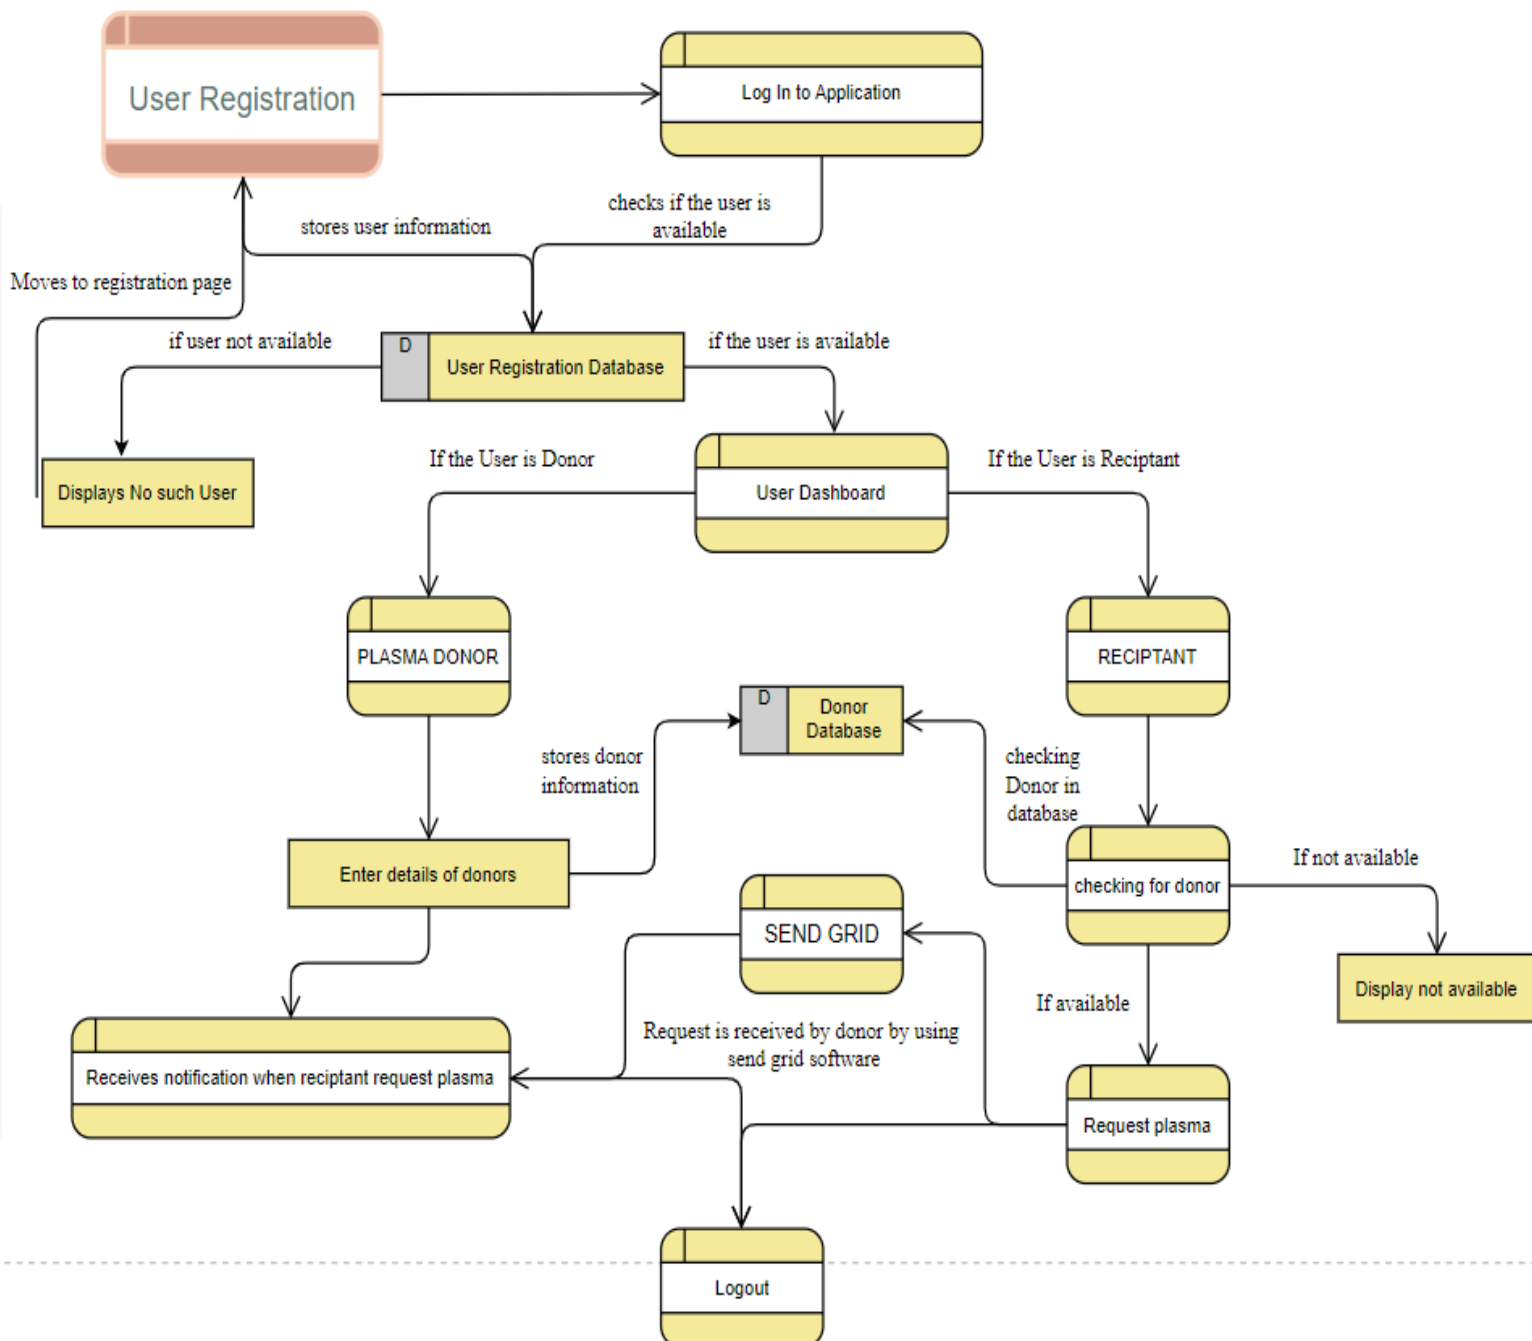 User Registration
Log In to Application
checks if the user is
available
stores user information
Moves to registration page
if user not available
D
User Registration Database
if the user is available
If the User is Donor
If the User is Reciptant
Displays No such User
User Dashboard
PLASMA DONOR
RECIPTANT
D
Donor
Database
stores donor
information
checking
Donor in
database
Enter details of donors
checking for donor
If not available
SEND GRID
Display not available
If available
Request is received by donor by using
send grid software
Receives notification when reciptant request plasma
Request plasma
Logout